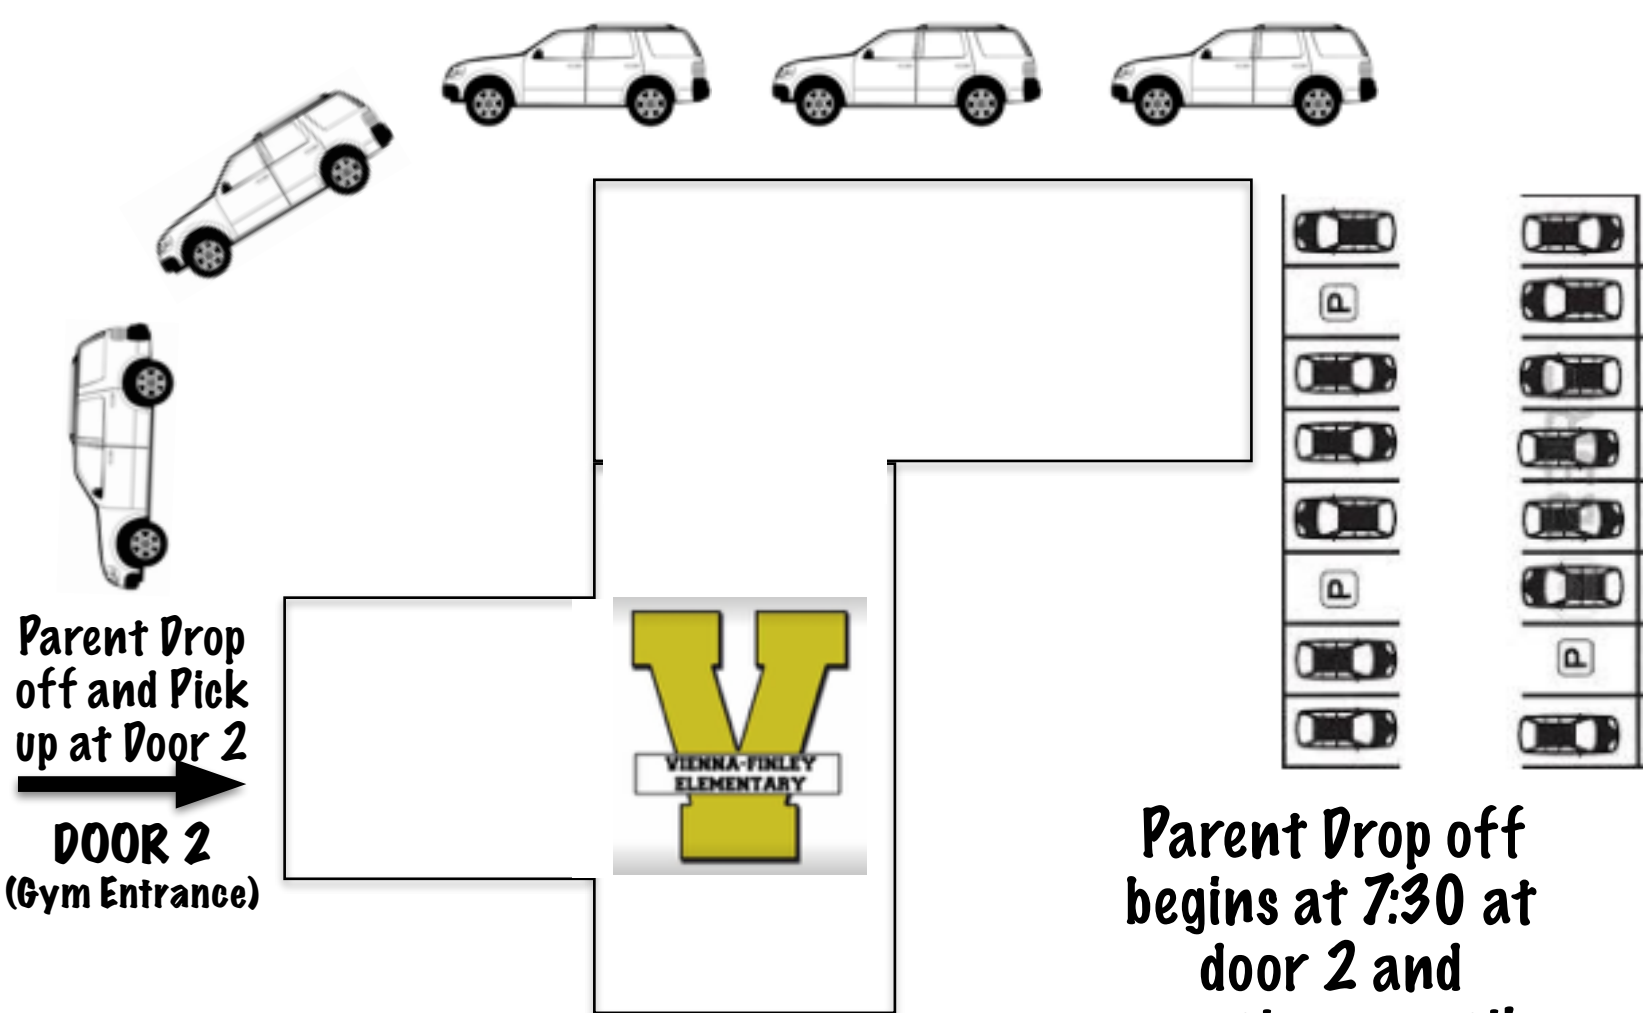 P
P
P
Parent Drop
off and Pick
up at Door 2
DOOR 2
(Gym Entrance)
VIENNA-FINLEY
ELEMENTARY
Parent Drop off
begins at 7:30 at
door 2 and